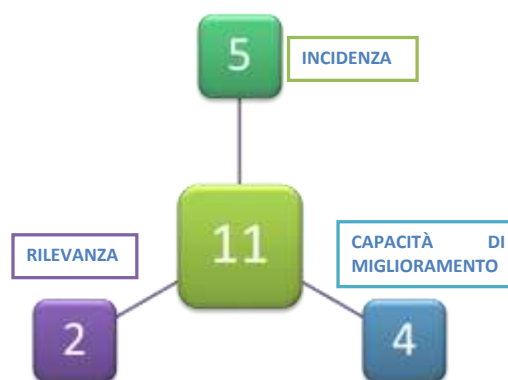 5
INCIDENZA
11
RILEVANZA
CAPACITÀ DI
MIGLIORAMENTO
2
4